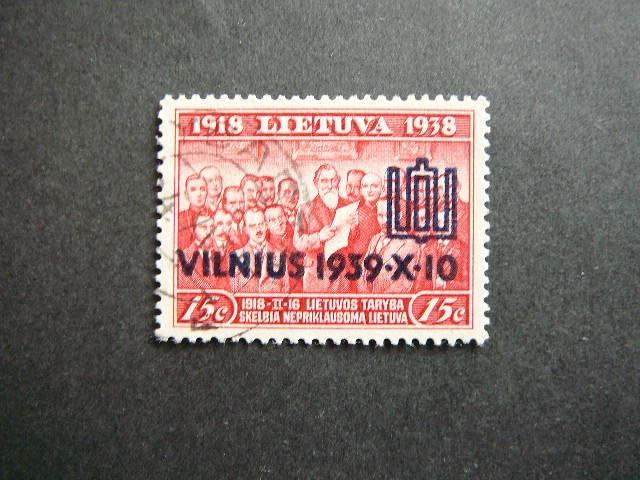 1918 LIETUVA 1938
VILNIUS 1939·X·10
15c 1918-II-16 LIETUVOS TARYBA 15c
SKELBIA NEPRIKLAUSOMA LIETUVA